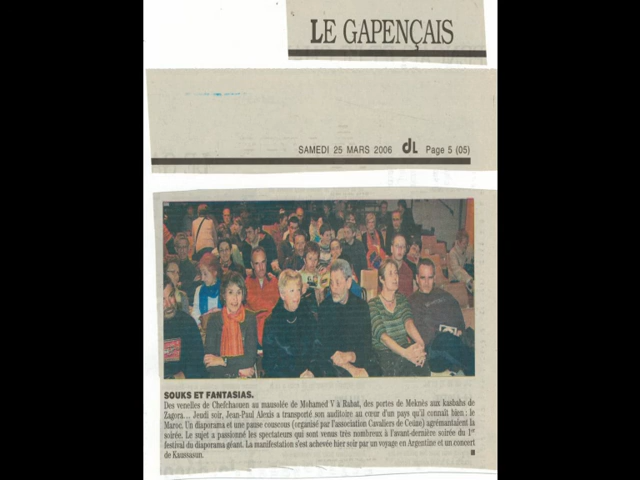 LE GAPENÇAIS
SAMEDI 25 MARS 2006 dL Page 5 (05)
SOUKS ET FANTASIAS.
Des venelles de Chefchaouen au mausolée de Mohamed V à Rabat, des portes de Meknès aux kasbahs de
Zagora... Jeudi soir, Jean-Paul Alexis a transporté son auditoire au cœur d'un pays qu'il connaît bien : le
Maroc. Un diaporama et une pause couscous (organisé par l'association Cavaliers de Ceüze) agrémentaient la
soirée. Le sujet a passionné les spectateurs qui sont venus très nombreux à l'avant-dernière soirée du 1er
festival du diaporama géant. La manifestation s'est achevée hier soir par un voyage en Argentine et un concert
de Kaussasun.